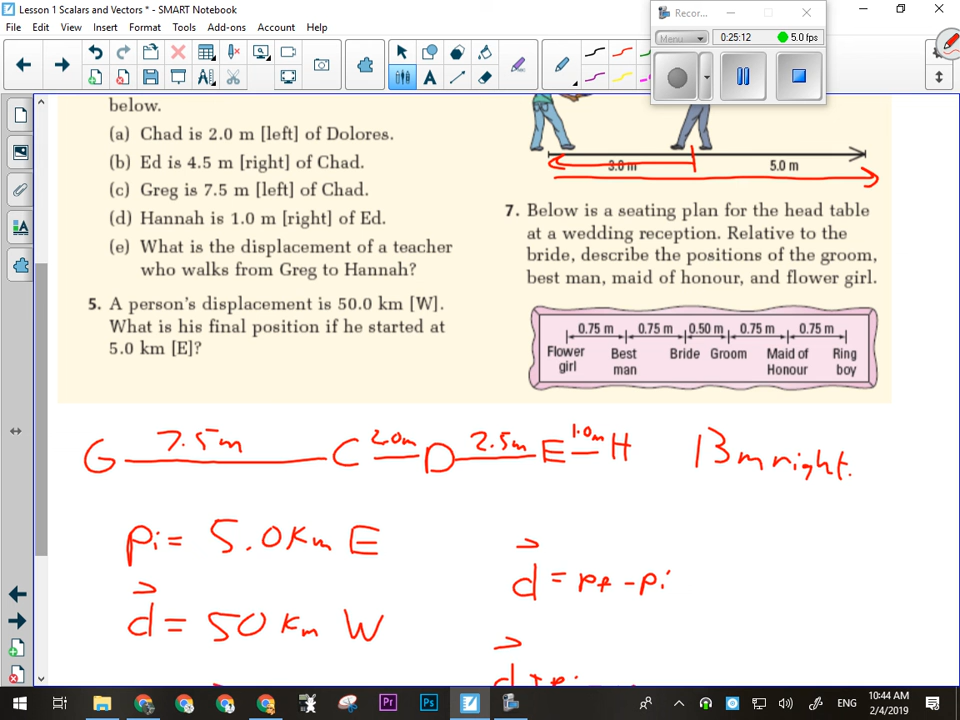 Lesson 1 Scalars and Vectors * - SMART Notebook
File Edit View Insert Format Tools Add-ons Account Help
Recor...
Menu
0:25:12
5.0 fps
below.
(a) Chad is 2.0 m [left] of Dolores.
(b) Ed is 4.5 m [right] of Chad.
(c) Greg is 7.5 m [left] of Chad.
(d) Hannah is 1.0 m [right] of Ed.
(e) What is the displacement of a teacher
who walks from Greg to Hannah?
5. A person's displacement is 50.0 km [W].
What is his final position if he started at
5.0 km [E]?
3.0 m 5.0 m
7. Below is a seating plan for the head table
at a wedding reception. Relative to the
bride, describe the positions of the groom,
best man, maid of honour, and flower girl.
0.75 m 0.75 m 0.50 m 0.75 m 0.75 m
Flower girl Best man Bride Groom Maid of Honour Ring boy
G 7.5m C 2.0m D 2.5m E 1.0m H 13 m right.
pi = 5.0 Km E
d = pf - pi
d = 50 Km W
d + pi
ENG
10:44 AM
2/4/2019